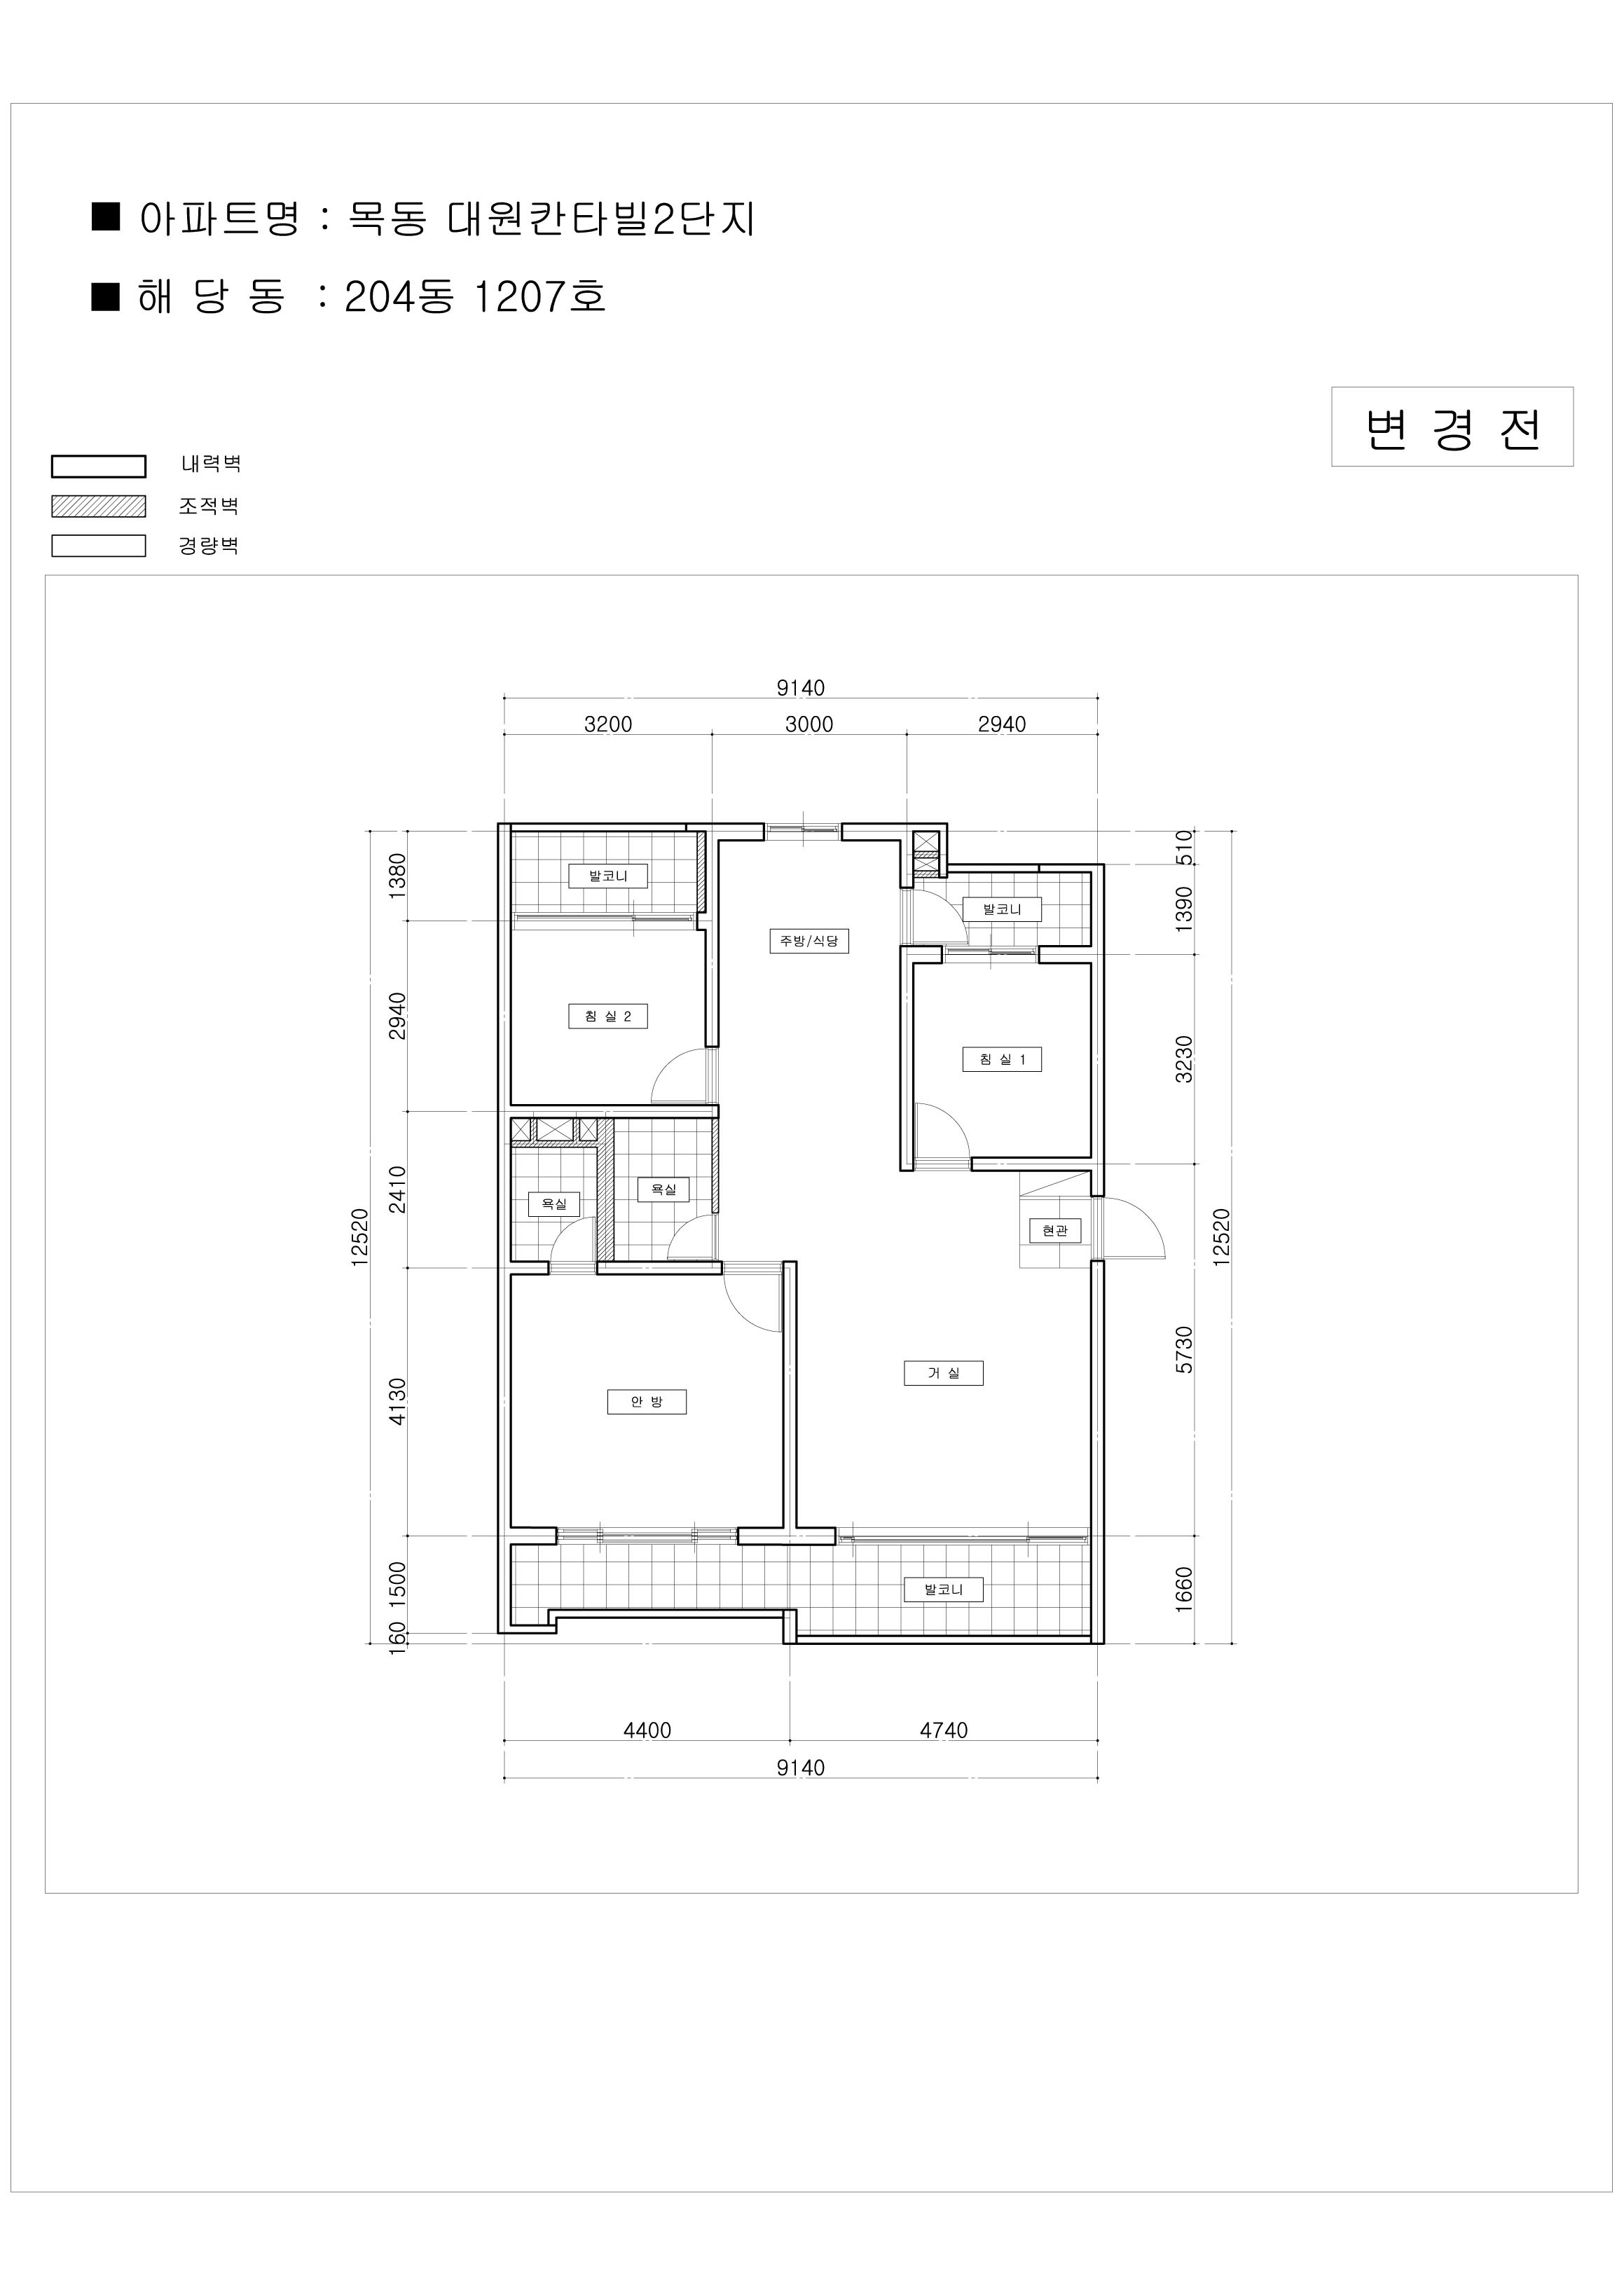 ■ 아파트명 : 목동 대원칸타빌2단지
■ 해 당 동 : 204동 1207호
변 경 전
내력벽
조적벽
경량벽
9140
3200 3000 2940
발코니
발코니
주방/식당
침 실 2
침 실 1
욕실
욕실
현관
거 실
안 방
발코니
1380
2940
2410
4130
1500
160
12520
510
1390
3230
5730
1660
12520
4400 4740
9140